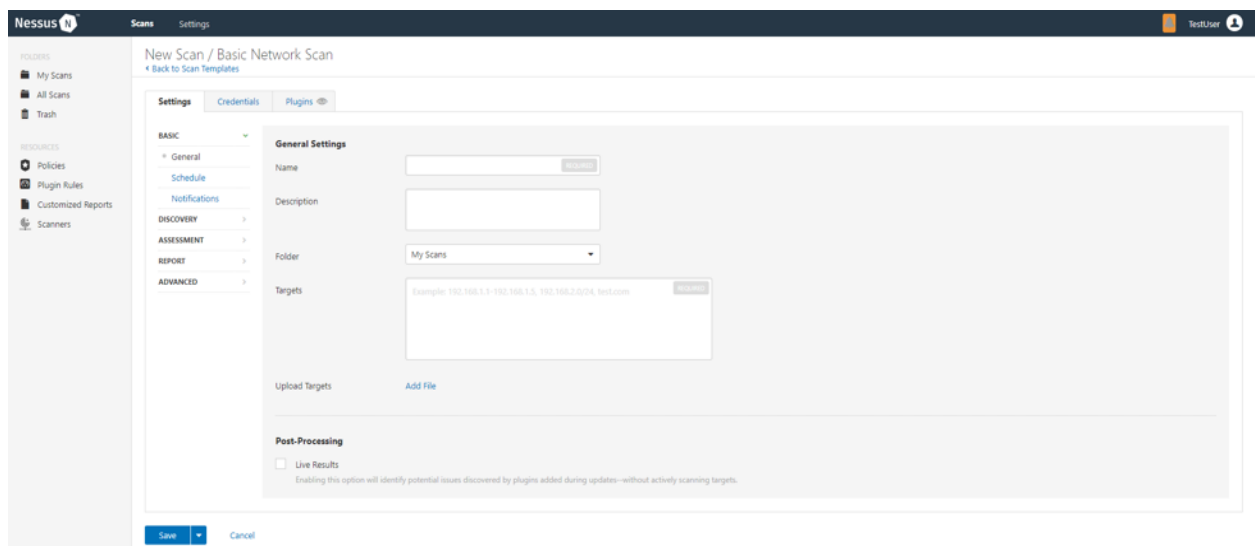 Nessus N
Scans Settings
TestUser
FOLDERS
My Scans
All Scans
Trash
RESOURCES
Policies
Plugin Rules
Customized Reports
Scanners
New Scan / Basic Network Scan
Back to Scan Templates
Settings Credentials Plugins
BASIC
General
Schedule
Notifications
DISCOVERY
ASSESSMENT
REPORT
ADVANCED
General Settings
Name REQUIRED
Description
Folder My Scans
Targets Example: 192.168.1.1-192.168.1.5, 192.168.2.0/24, test.com REQUIRED
Upload Targets Add File
Post-Processing
Live Results
Enabling this option will identify potential issues discovered by plugins added during updates--without actively scanning targets.
Save Cancel